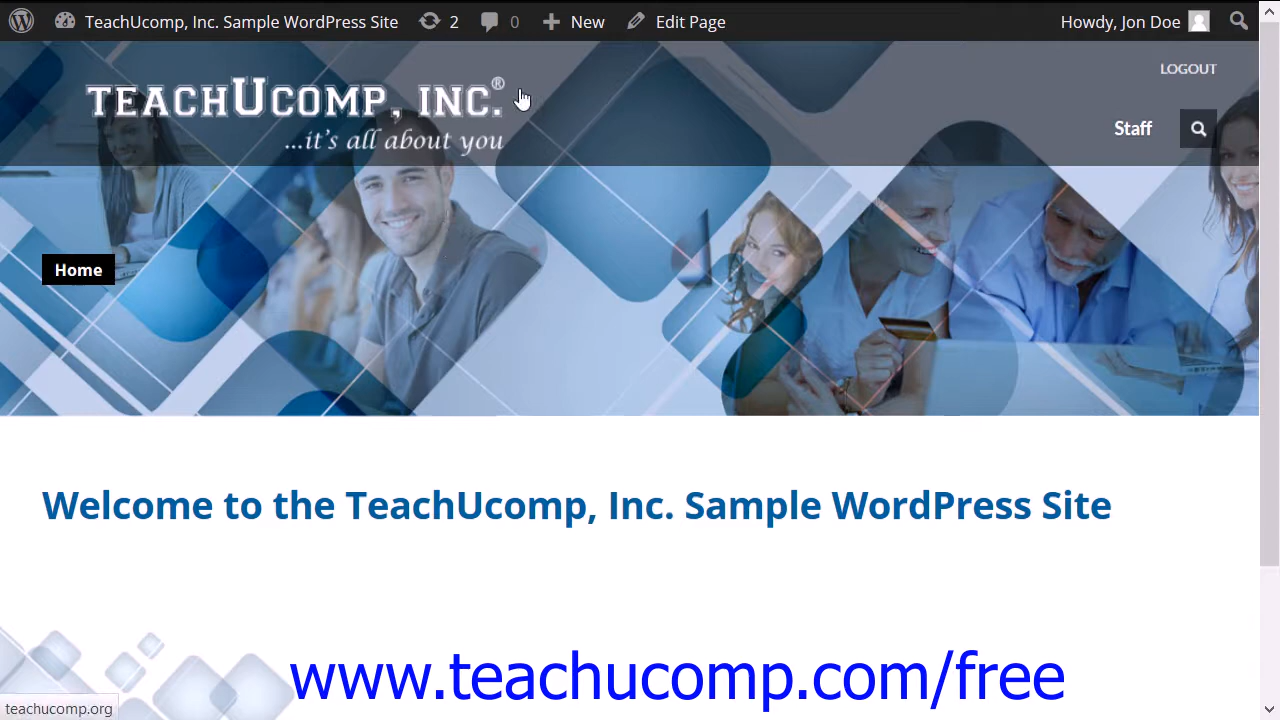 TeachUcomp, Inc. Sample WordPress Site 2 0 New Edit Page Howdy, Jon Doe
LOGOUT
TEACHUCOMP, INC.®
...it's all about you
Staff
Home
Welcome to the TeachUcomp, Inc. Sample WordPress Site
www.teachucomp.com/free
teachucomp.org